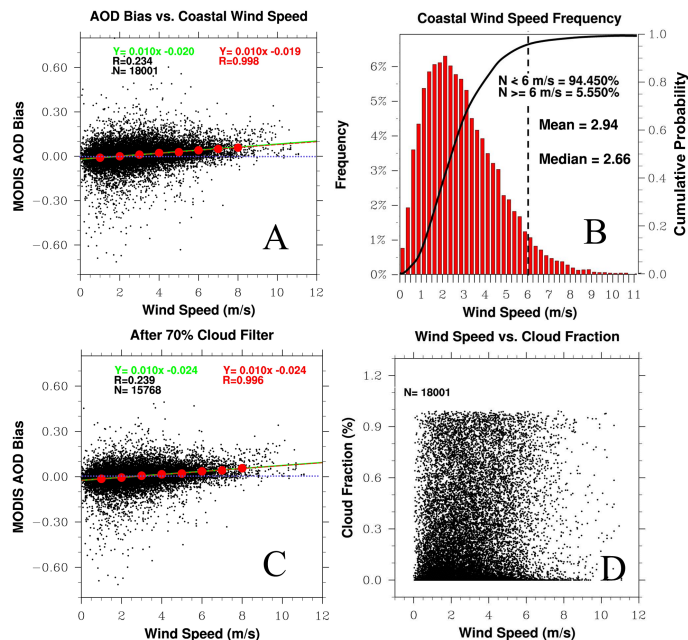 AOD Bias vs. Coastal Wind Speed
Y= 0.010x -0.020
R=0.234
N= 18001
Y= 0.010x -0.019
R=0.998
0.60
0.30
0.00
−0.30
−0.60
MODIS AOD Bias
A
0 2 4 6 8 10 12
Wind Speed (m/s)
Coastal Wind Speed Frequency
6%
5%
4%
3%
2%
1%
0%
Frequency
N < 6 m/s = 94.450%
N >= 6 m/s = 5.550%
Mean = 2.94
Median = 2.66
B
1.0
0.8
0.6
0.4
0.2
0.0
Cumulative Probability
0 1 2 3 4 5 6 7 8 9 10 11
Wind Speed (m/s)
After 70% Cloud Filter
Y= 0.010x -0.024
R=0.239
N= 15768
Y= 0.010x -0.024
R=0.996
0.60
0.30
0.00
−0.30
−0.60
MODIS AOD Bias
C
0 2 4 6 8 10 12
Wind Speed (m/s)
Wind Speed vs. Cloud Fraction
N= 18001
1.2
0.9
0.6
0.3
0.0
Cloud Fraction (%)
D
0 2 4 6 8 10 12
Wind Speed (m/s)